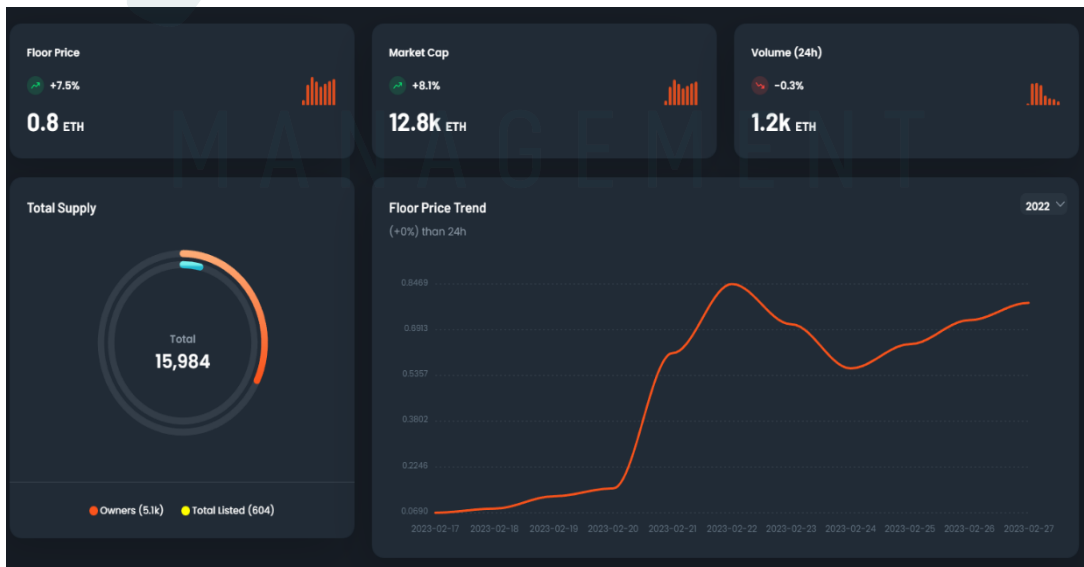 Floor Price
+7.5%
0.8 ETH
Market Cap
+8.1%
12.8k ETH
Volume (24h)
-0.3%
1.2k ETH
MANAGEMENT
Total Supply
Total
15,984
Owners (5.1k) Total Listed (604)
Floor Price Trend
2022
(+0%) than 24h
0.8469
0.6913
0.5357
0.3802
0.2246
0.0690
2023-02-17 2023-02-18 2023-02-19 2023-02-20 2023-02-21 2023-02-22 2023-02-23 2023-02-24 2023-02-25 2023-02-26 2023-02-27